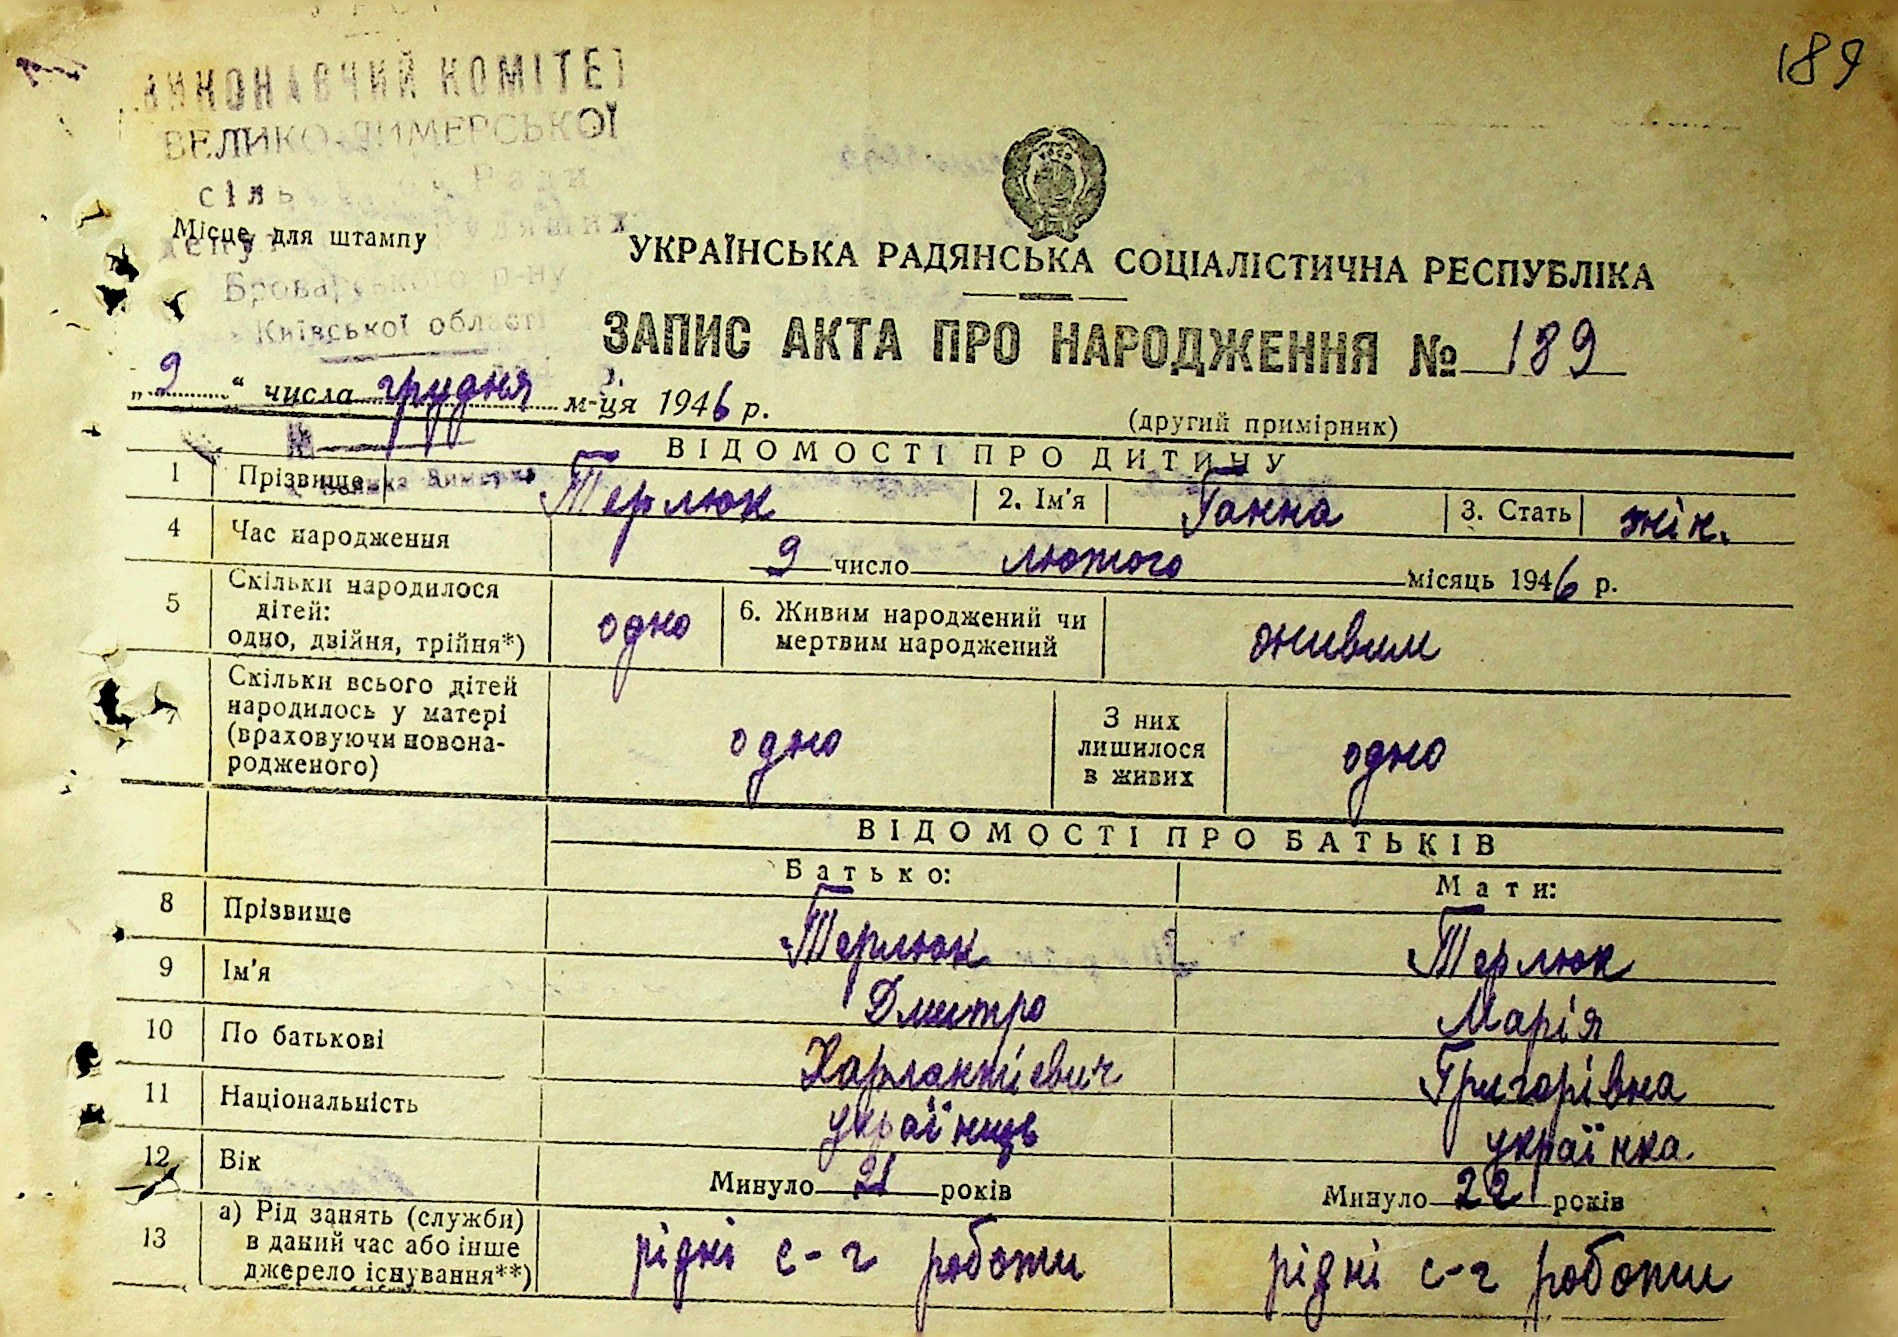 189
ВИКОНАВЧИЙ КОМІТЕТ
ВЕЛИКО-ДИМЕРСЬКОЇ
сіль Ради
Місце для штампу
Броварського р-ну
Київської області
УКРАЇНСЬКА РАДЯНСЬКА СОЦІАЛІСТИЧНА РЕСПУБЛІКА
ЗАПИС АКТА ПРО НАРОДЖЕННЯ № 189
„9“ числа грудня м-ця 1946 р.
(другий примірник)
ВІДОМОСТІ ПРО ДИТИНУ
1 Прізвище Терлюк 2. Ім'я Ганна 3. Стать жін.
4 Час народження 9 число лютого місяць 1946 р.
5 Скільки народилося
дітей:
одно, двійня, трійня*) одно
6. Живим народжений чи
мертвим народжений живим
7 Скільки всього дітей
народилось у матері
(враховуючи новона-
родженого) одно
З них
лишилося
в живих одно
ВІДОМОСТІ ПРО БАТЬКІВ
Батько: Мати:
8 Прізвище Терлюк Терлюк
9 Ім'я Дмитро Марія
10 По батькові Харлантіевич Григорівна
11 Національність українець українка
12 Вік Минуло 21 років Минуло 22 років
13 а) Рід занять (служби)
в даний час або інше
джерело існування**) рідні с-г роботи рідні с-г роботи